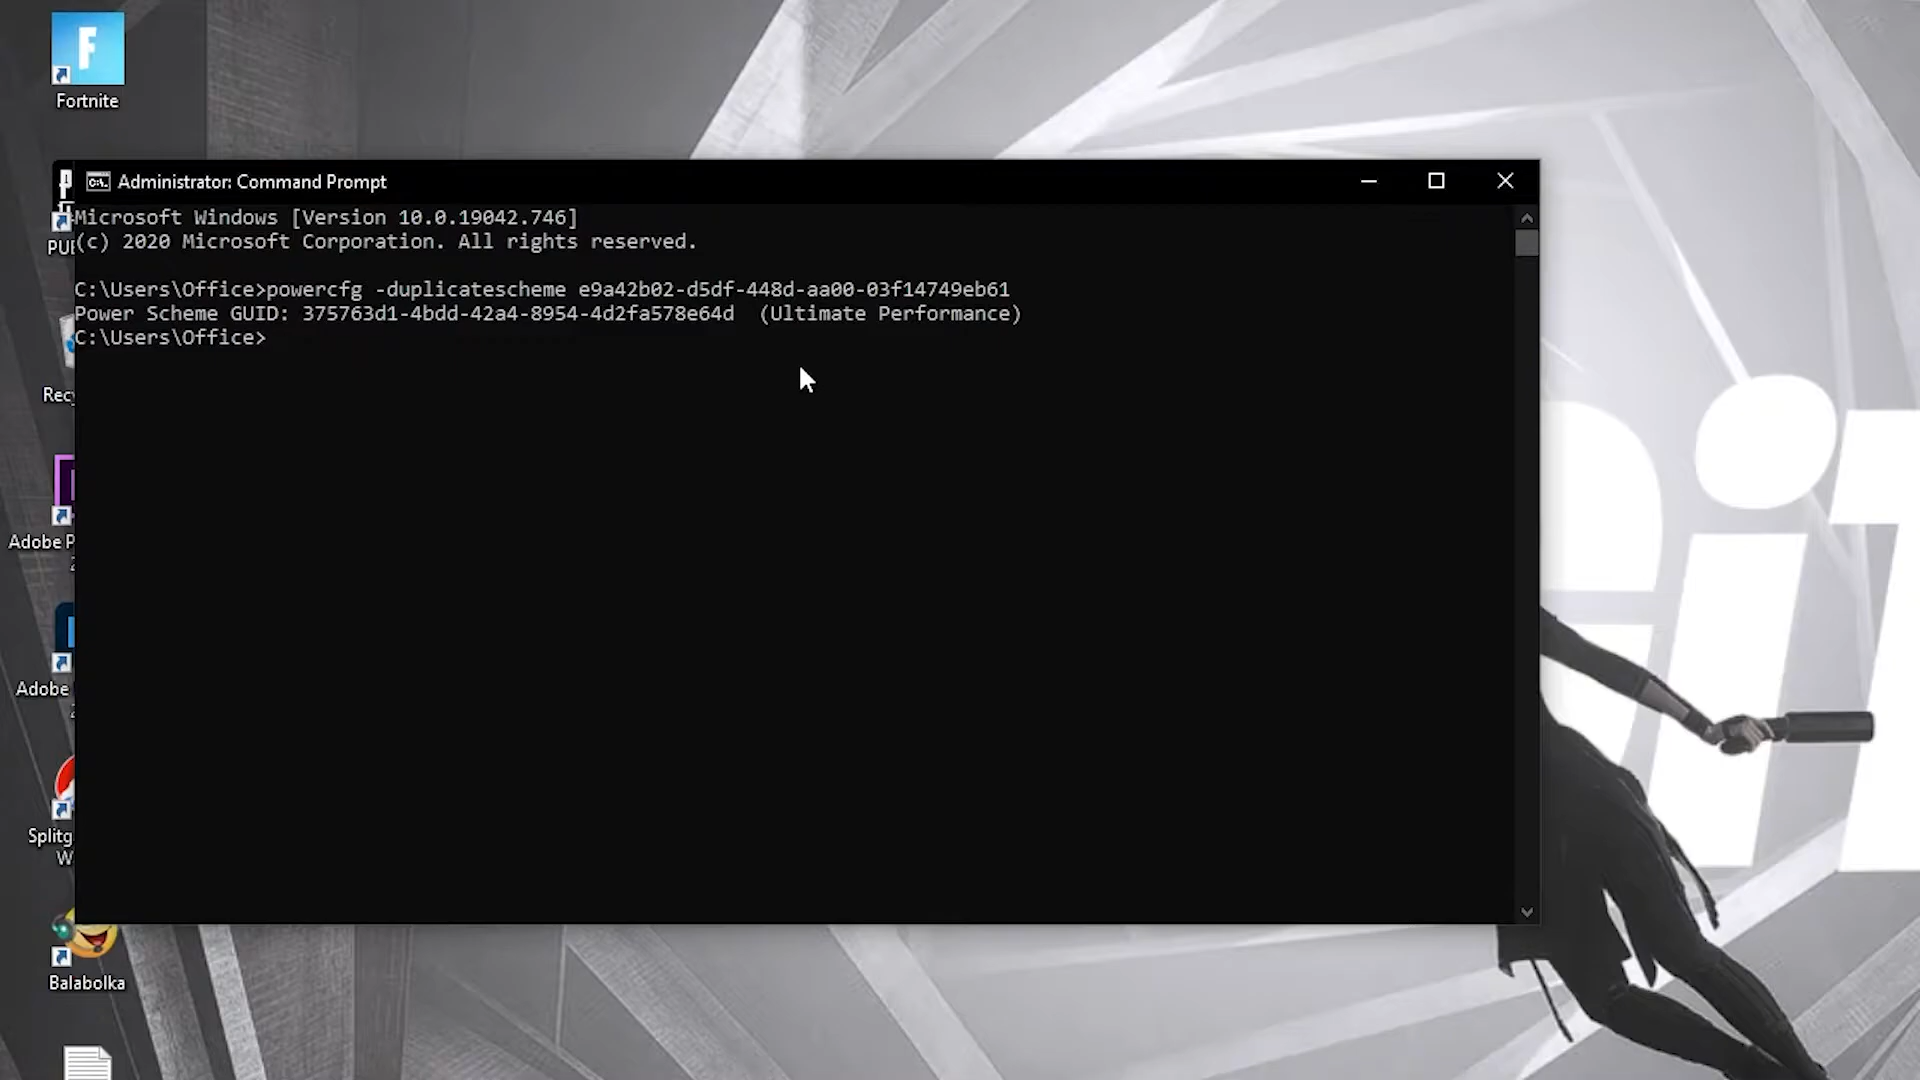 Fortnite
Administrator: Command Prompt
Microsoft Windows [Version 10.0.19042.746]
(c) 2020 Microsoft Corporation. All rights reserved.
C:\Users\Office>powercfg -duplicatescheme e9a42b02-d5df-448d-aa00-03f14749eb61
Power Scheme GUID: 375763d1-4bdd-42a4-8954-4d2fa578e64d  (Ultimate Performance)
C:\Users\Office>
Adobe P
Adobe
Splitg
W
Balabolka